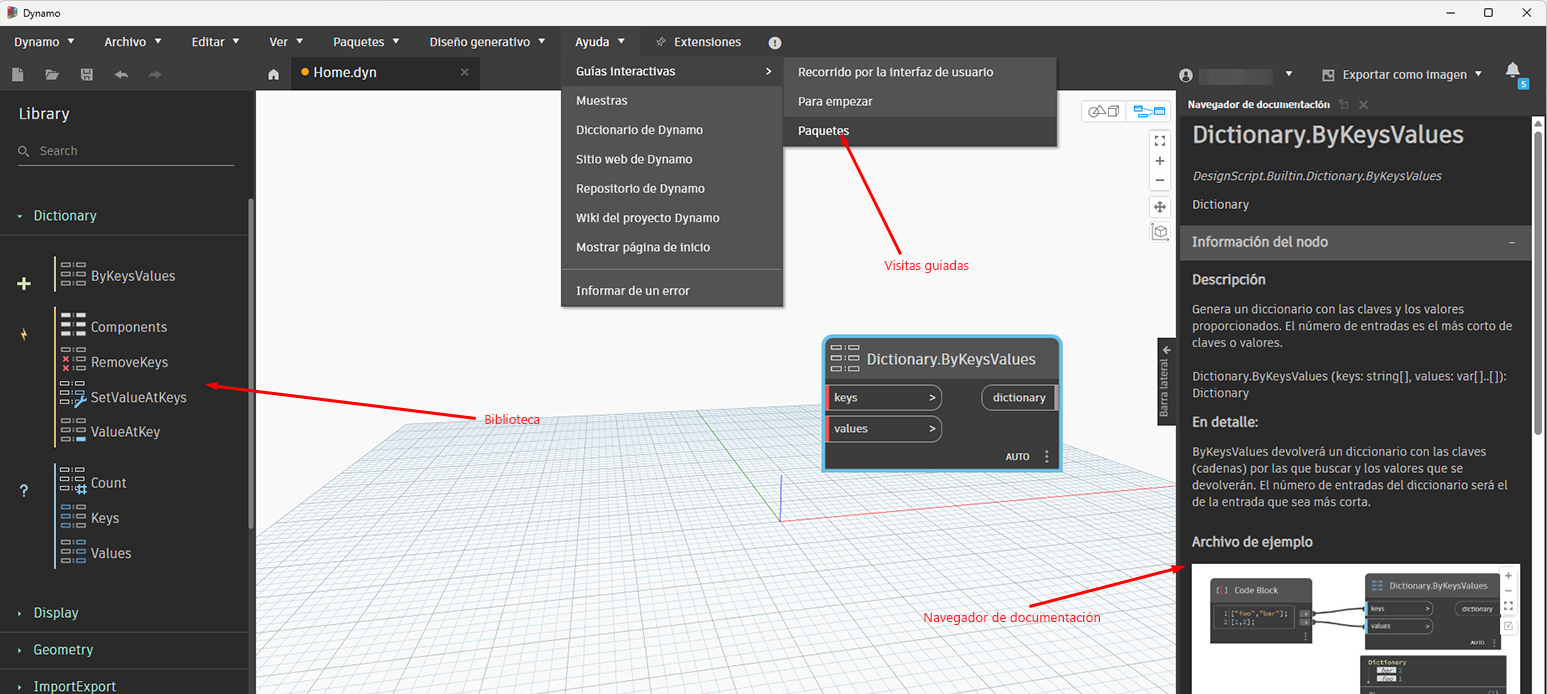 Dynamo
Dynamo Archivo Editar Ver Paquetes Diseño generativo Ayuda Extensiones
Home.dyn
Exportar como imagen
5
Library
Search
Dictionary
ByKeysValues
Components
RemoveKeys
SetValueAtKeys
ValueAtKey
Count
Keys
Values
Display
Geometry
ImportExport
Biblioteca
Guías interactivas
Muestras
Diccionario de Dynamo
Sitio web de Dynamo
Repositorio de Dynamo
Wiki del proyecto Dynamo
Mostrar página de inicio
Informar de un error
Recorrido por la interfaz de usuario
Para empezar
Paquetes
Visitas guiadas
Dictionary.ByKeysValues
keys >
dictionary
values >
AUTO
Barra lateral
Navegador de documentación
Navegador de documentación
Dictionary.ByKeysValues
DesignScript.Builtin.Dictionary.ByKeysValues
Dictionary
Información del nodo
Descripción
Genera un diccionario con las claves y los valores
proporcionados. El número de entradas es el más corto de
claves o valores.
Dictionary.ByKeysValues (keys: string[], values: var[]..[]):
Dictionary
En detalle:
ByKeysValues devolverá un diccionario con las claves
(cadenas) por las que buscar y los valores que se
devolverán. El número de entradas del diccionario será el
de la entrada que sea más corta.
Archivo de ejemplo
Code Block
1 ["foo","bar"];
2 [1,2];
Dictionary.ByKeysValues
keys >
dictionary
values >
AUTO
Dictionary
bar 2
foo 1